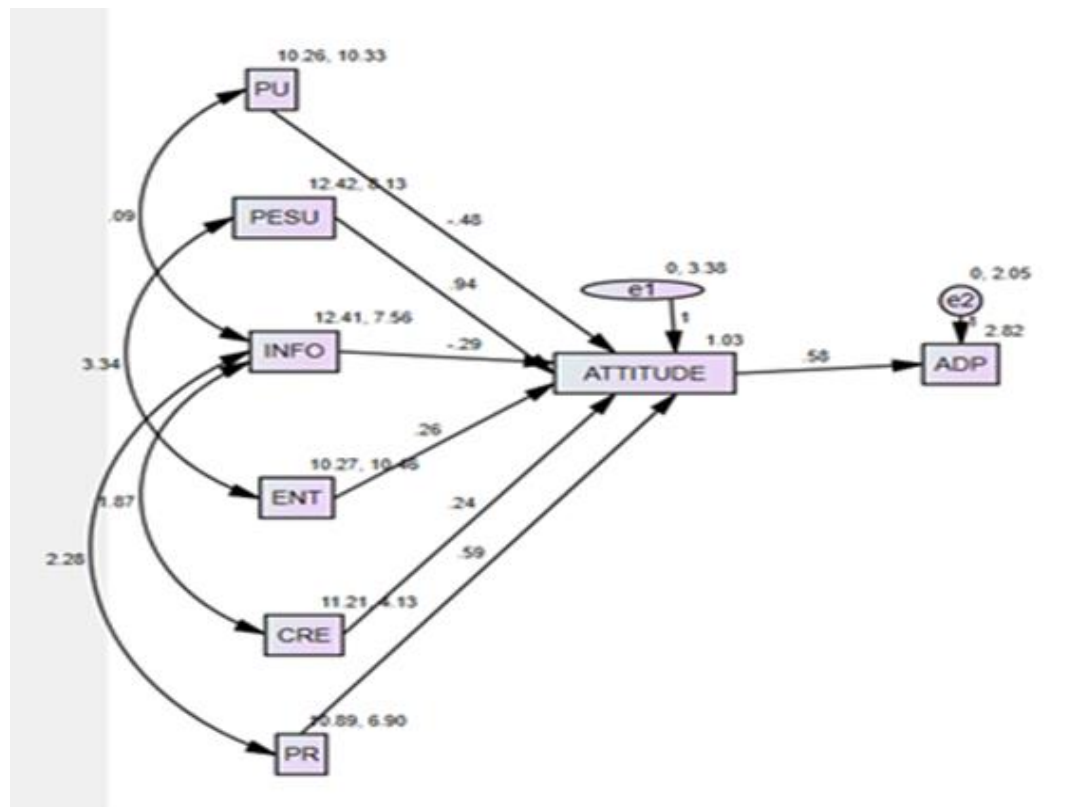 10.26, 10.33
PU
12.42, 8.13
.09
PESU
-.48
.94
0, 3.38
e1
0, 2.05
e2
12.41, 7.56
1
1
1.03
2.82
INFO
-.29
ATTITUDE
.58
ADP
3.34
.26
10.27, 10.46
ENT
1.87
.24
2.28
.59
11.21, 4.13
CRE
10.89, 6.90
PR